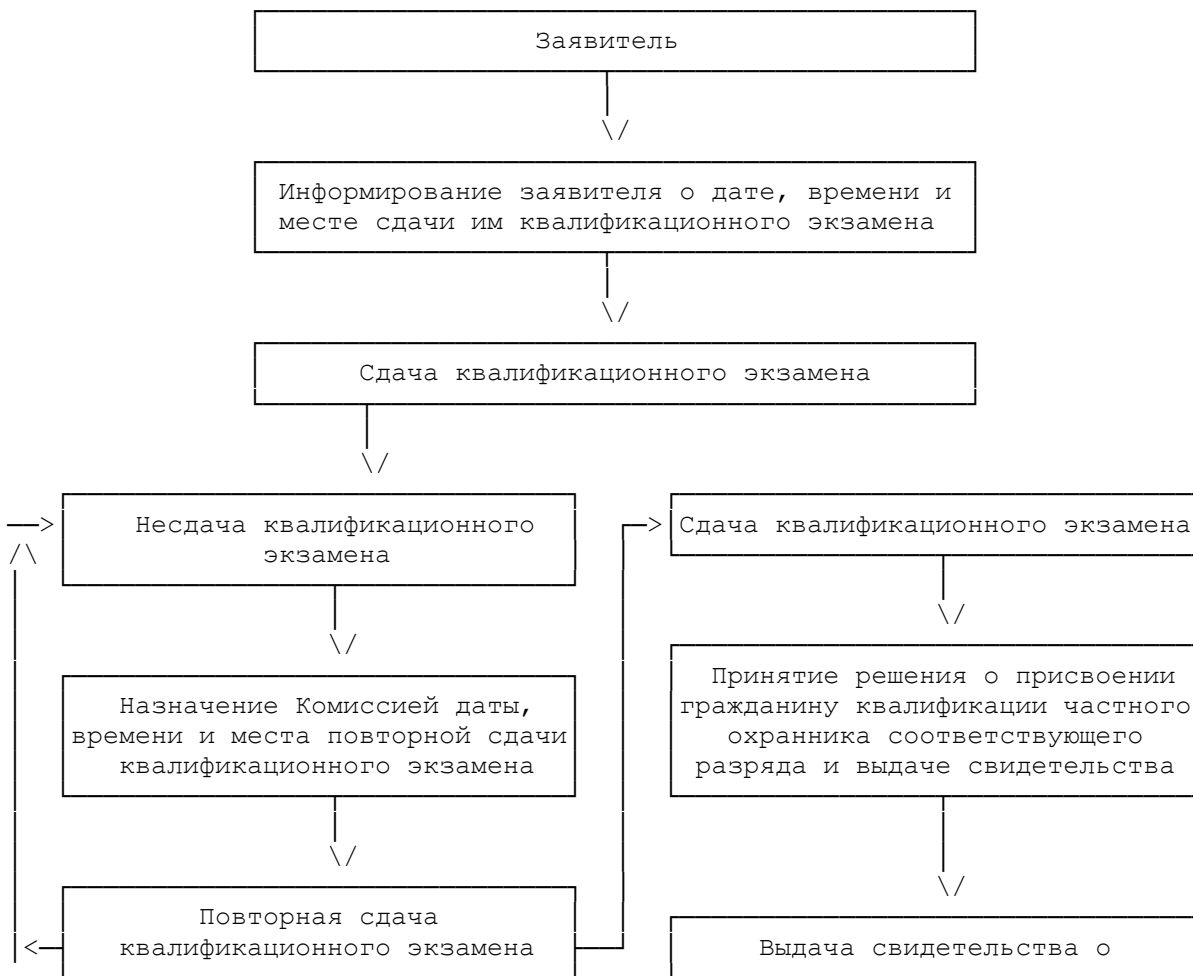 Заявитель
Информирование заявителя о дате, времени и
месте сдачи им квалификационного экзамена
Сдача квалификационного экзамена
Несдача квалификационного
экзамена
Назначение Комиссией даты,
времени и места повторной сдачи
квалификационного экзамена
Повторная сдача
квалификационного экзамена
Сдача квалификационного экзамена
Принятие решения о присвоении
гражданину квалификации частного
охранника соответствующего
разряда и выдаче свидетельства
Выдача свидетельства о